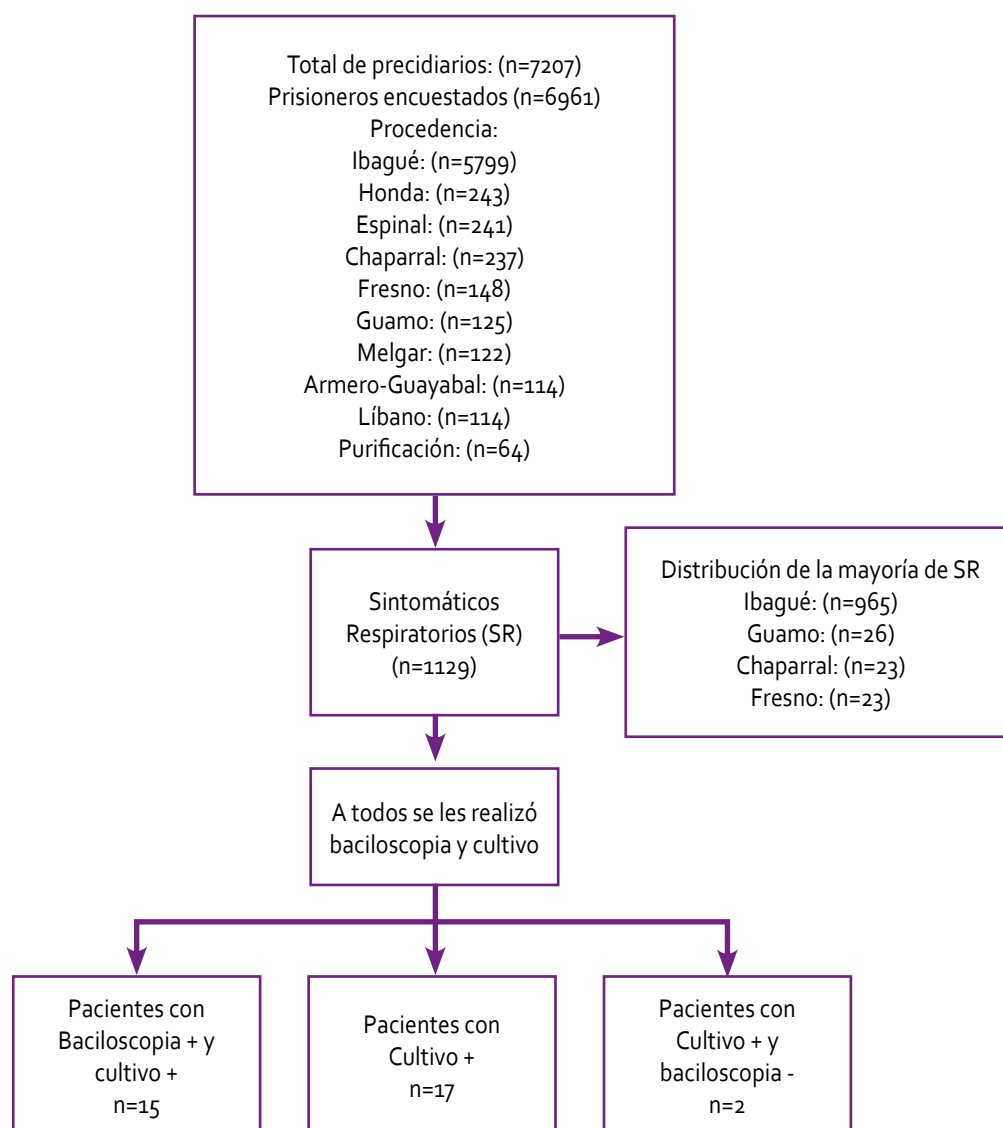 Total de precidiarios: (n=7207)
Prisioneros encuestados (n=6961)
Procedencia:
Ibagué: (n=5799)
Honda: (n=243)
Espinal: (n=241)
Chaparral: (n=237)
Fresno: (n=148)
Guamo: (n=125)
Melgar: (n=122)
Armero-Guayabal: (n=114)
Líbano: (n=114)
Purificación: (n=64)
Sintomáticos
Respiratorios (SR)
(n=1129)
Distribución de la mayoría de SR
Ibagué: (n=965)
Guamo: (n=26)
Chaparral: (n=23)
Fresno: (n=23)
A todos se les realizó
baciloscopia y cultivo
Pacientes con
Baciloscopia + y
cultivo +
n=15
Pacientes con
Cultivo +
n=17
Pacientes con
Cultivo + y
baciloscopia -
n=2